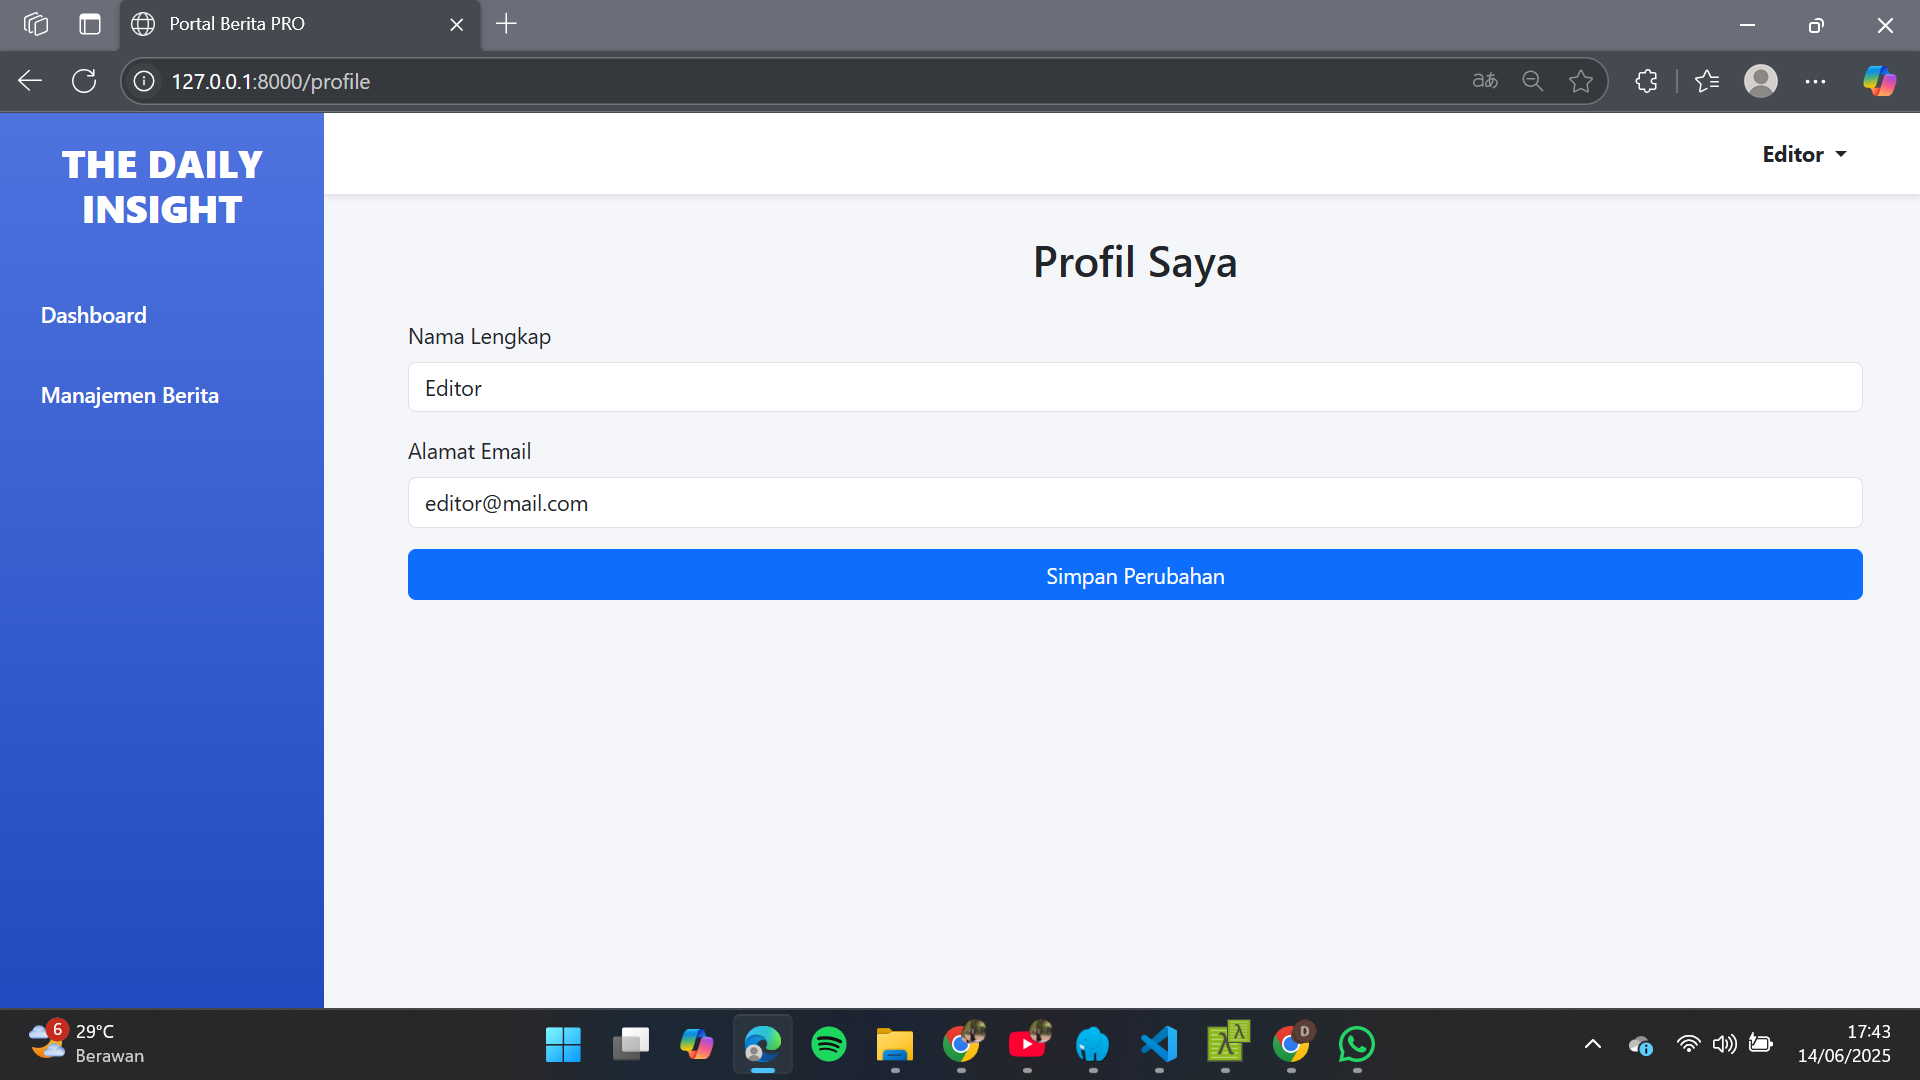 Portal Berita PRO
127.0.0.1:8000/profile
THE DAILY
INSIGHT
Editor
Dashboard
Manajemen Berita
Profil Saya
Nama Lengkap
Editor
Alamat Email
editor@mail.com
Simpan Perubahan
6
29°C
Berawan
D
17:43
14/06/2025